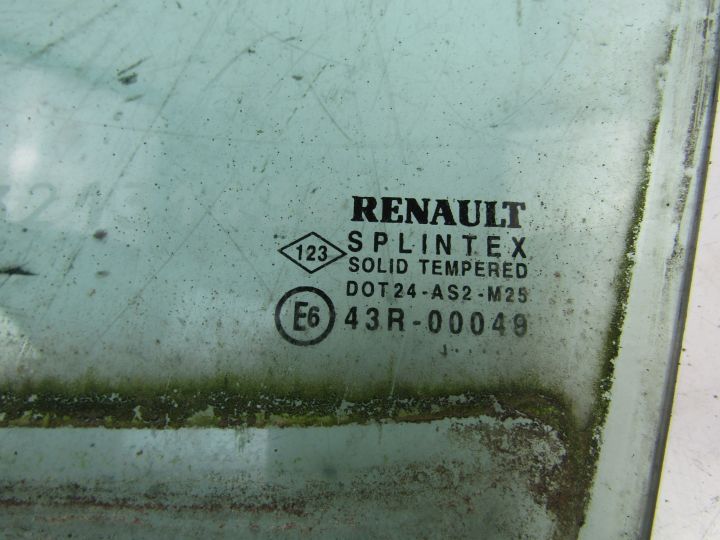 RENAULT
123 SPLINTEX
SOLID TEMPERED
DOT24-AS2-M25
E6 43R-00049